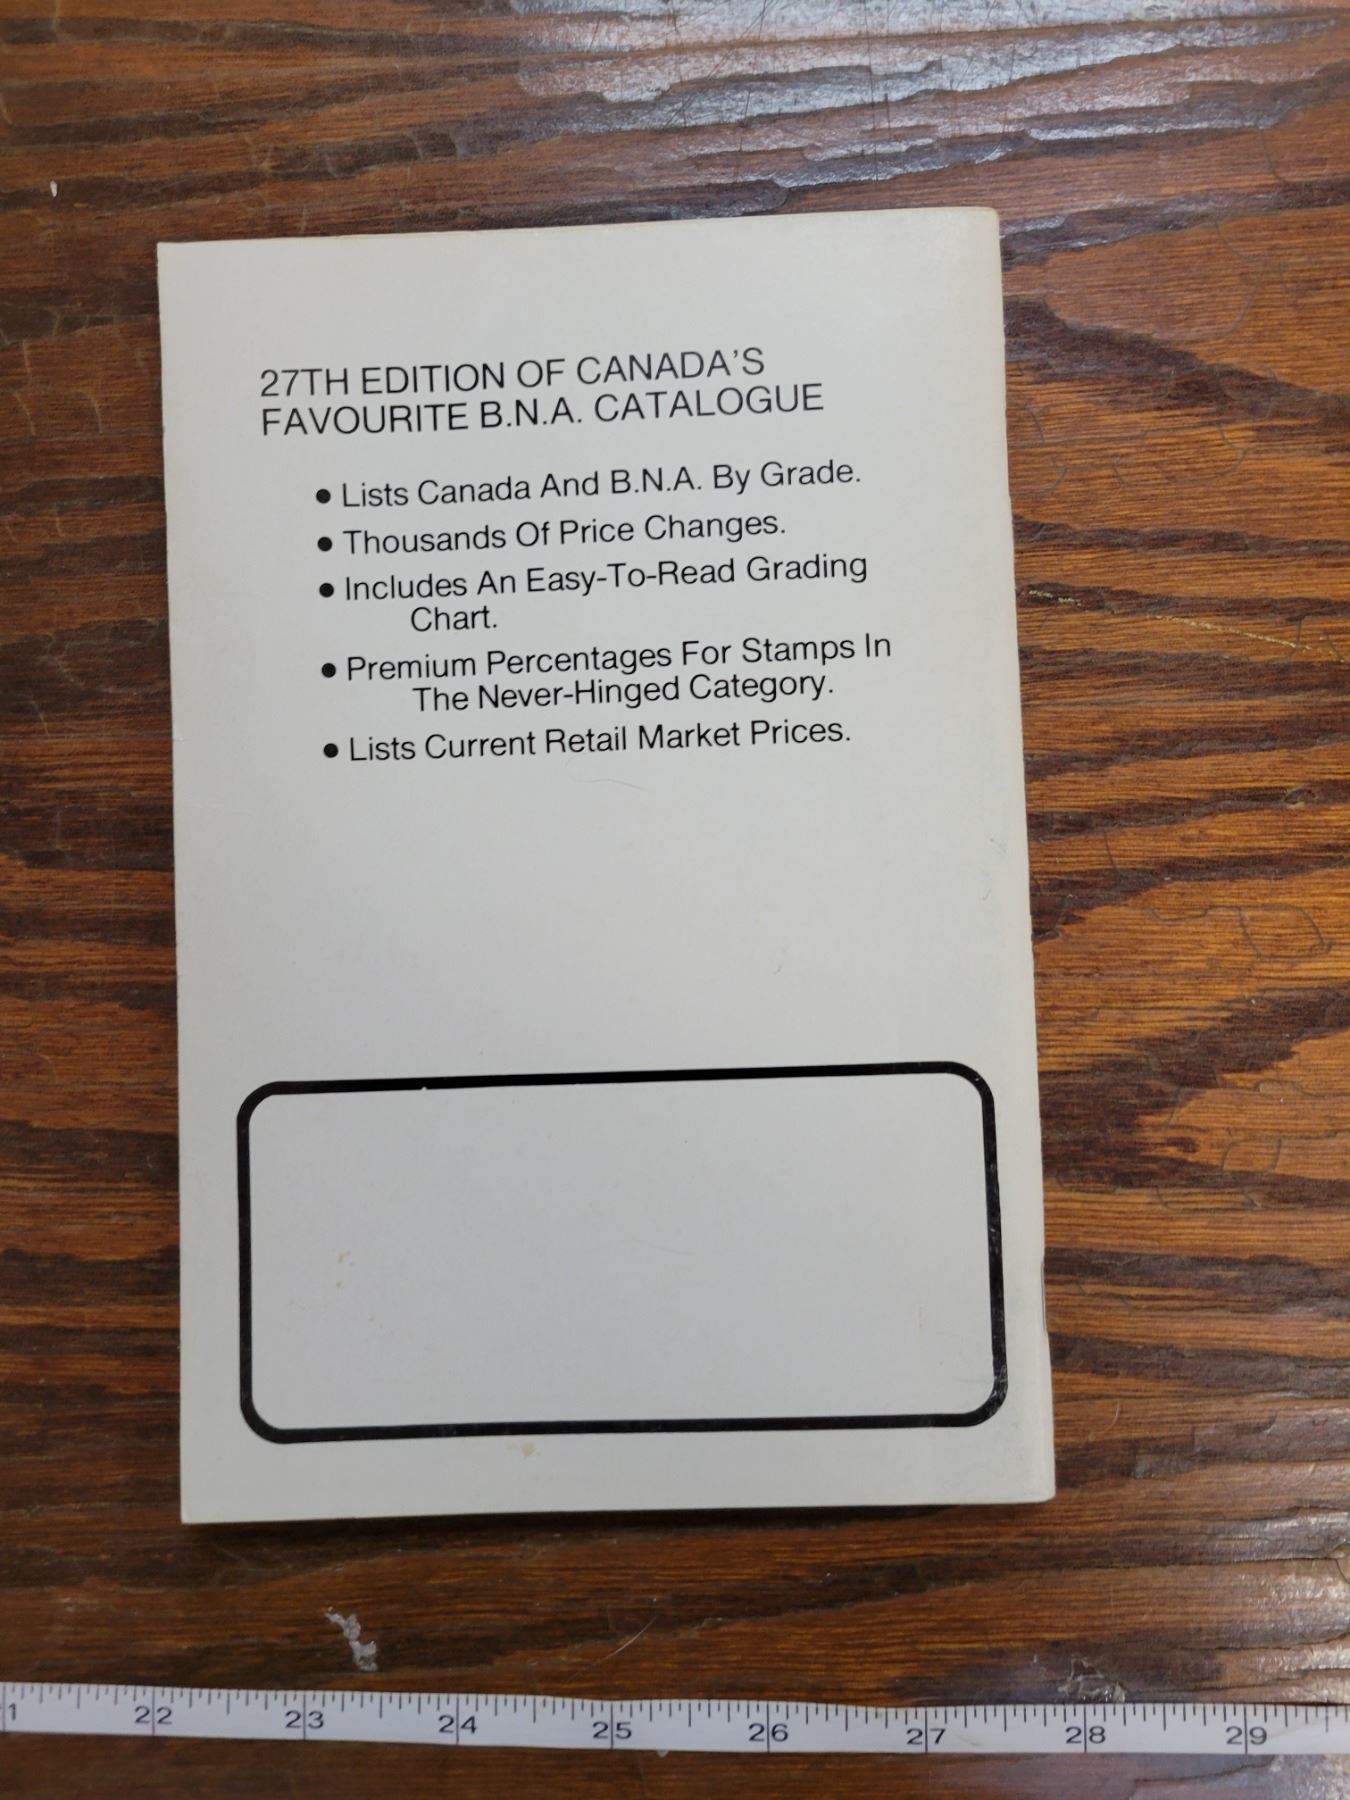 27TH EDITION OF CANADA'S
FAVOURITE B.N.A. CATALOGUE
● Lists Canada And B.N.A. By Grade.
● Thousands Of Price Changes.
● Includes An Easy-To-Read Grading
Chart.
● Premium Percentages For Stamps In
The Never-Hinged Category.
● Lists Current Retail Market Prices.
1 22 23 24 25 26 27 28 29